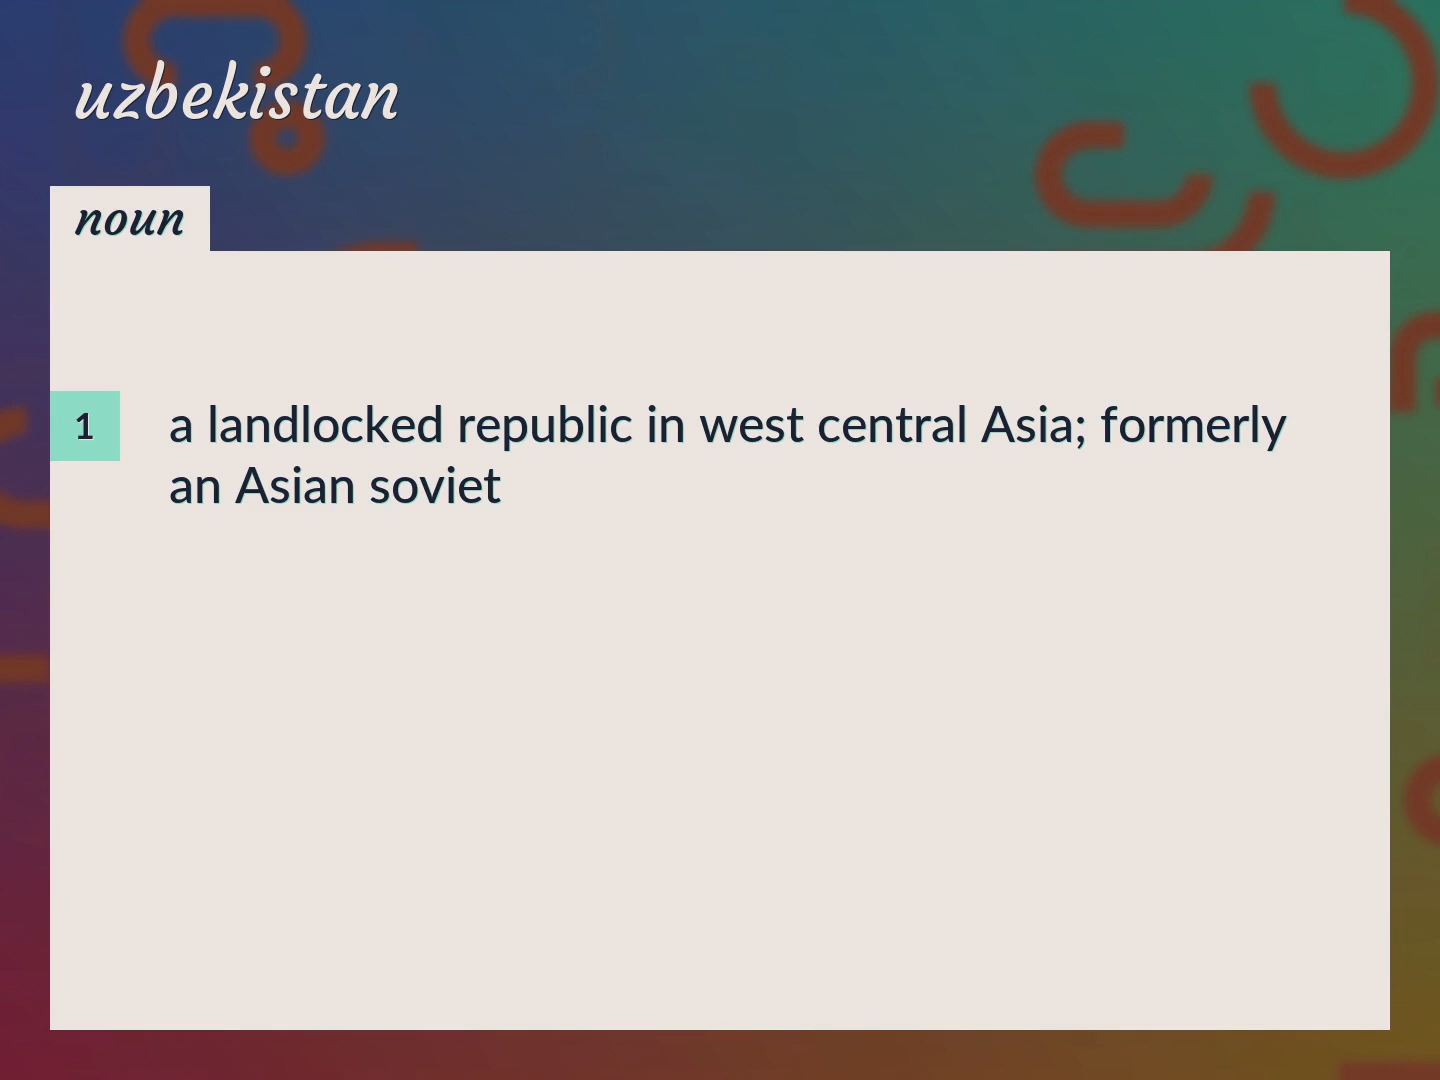 uzbekistan
noun
1
a landlocked republic in west central Asia; formerly
an Asian soviet